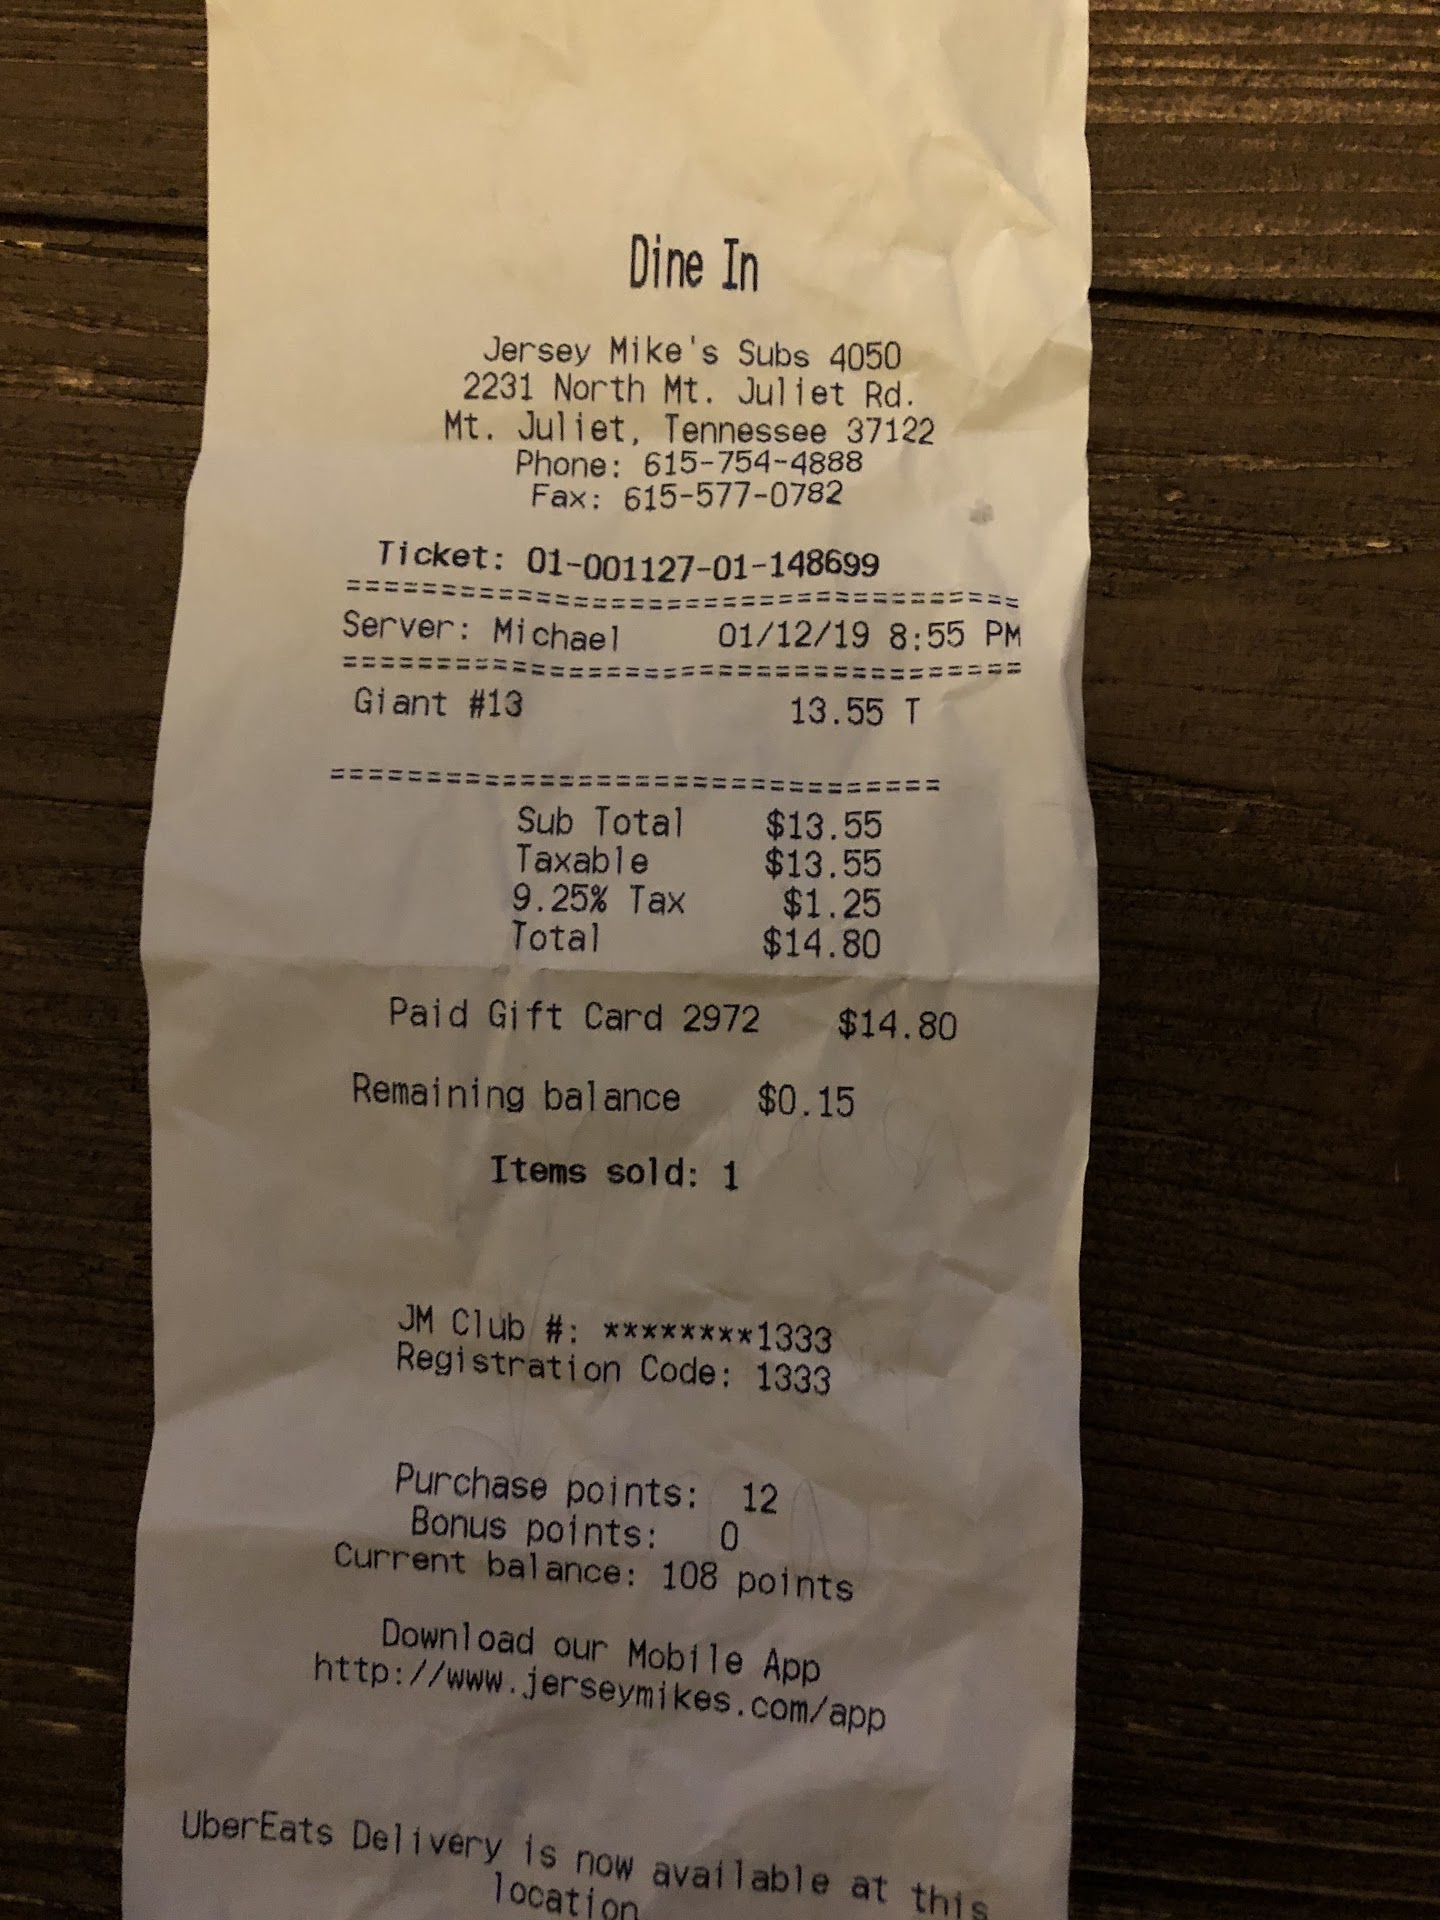 Dine In
Jersey Mike's Subs 4050
2231 North Mt. Juliet Rd.
Mt. Juliet, Tennessee 37122
Phone: 615-754-4888
Fax: 615-577-0782
Ticket: 01-001127-01-148699
===================================
Server: Michael 01/12/19 8:55 PM
===================================
Giant #13 13.55 T
================================
Sub Total $13.55
Taxable $13.55
9.25% Tax $1.25
Total $14.80
Paid Gift Card 2972 $14.80
Remaining balance $0.15
Items sold: 1
JM Club #: ********1333
Registration Code: 1333
Purchase points: 12
Bonus points: 0
Current balance: 108 points
Download our Mobile App
http://www.jerseymikes.com/app
UberEats Delivery is now available at this
location